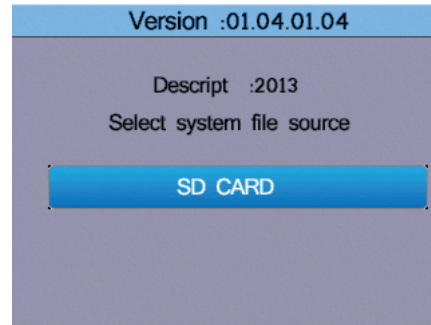 Version :01.04.01.04
Descript :2013
Select system file source
SD CARD